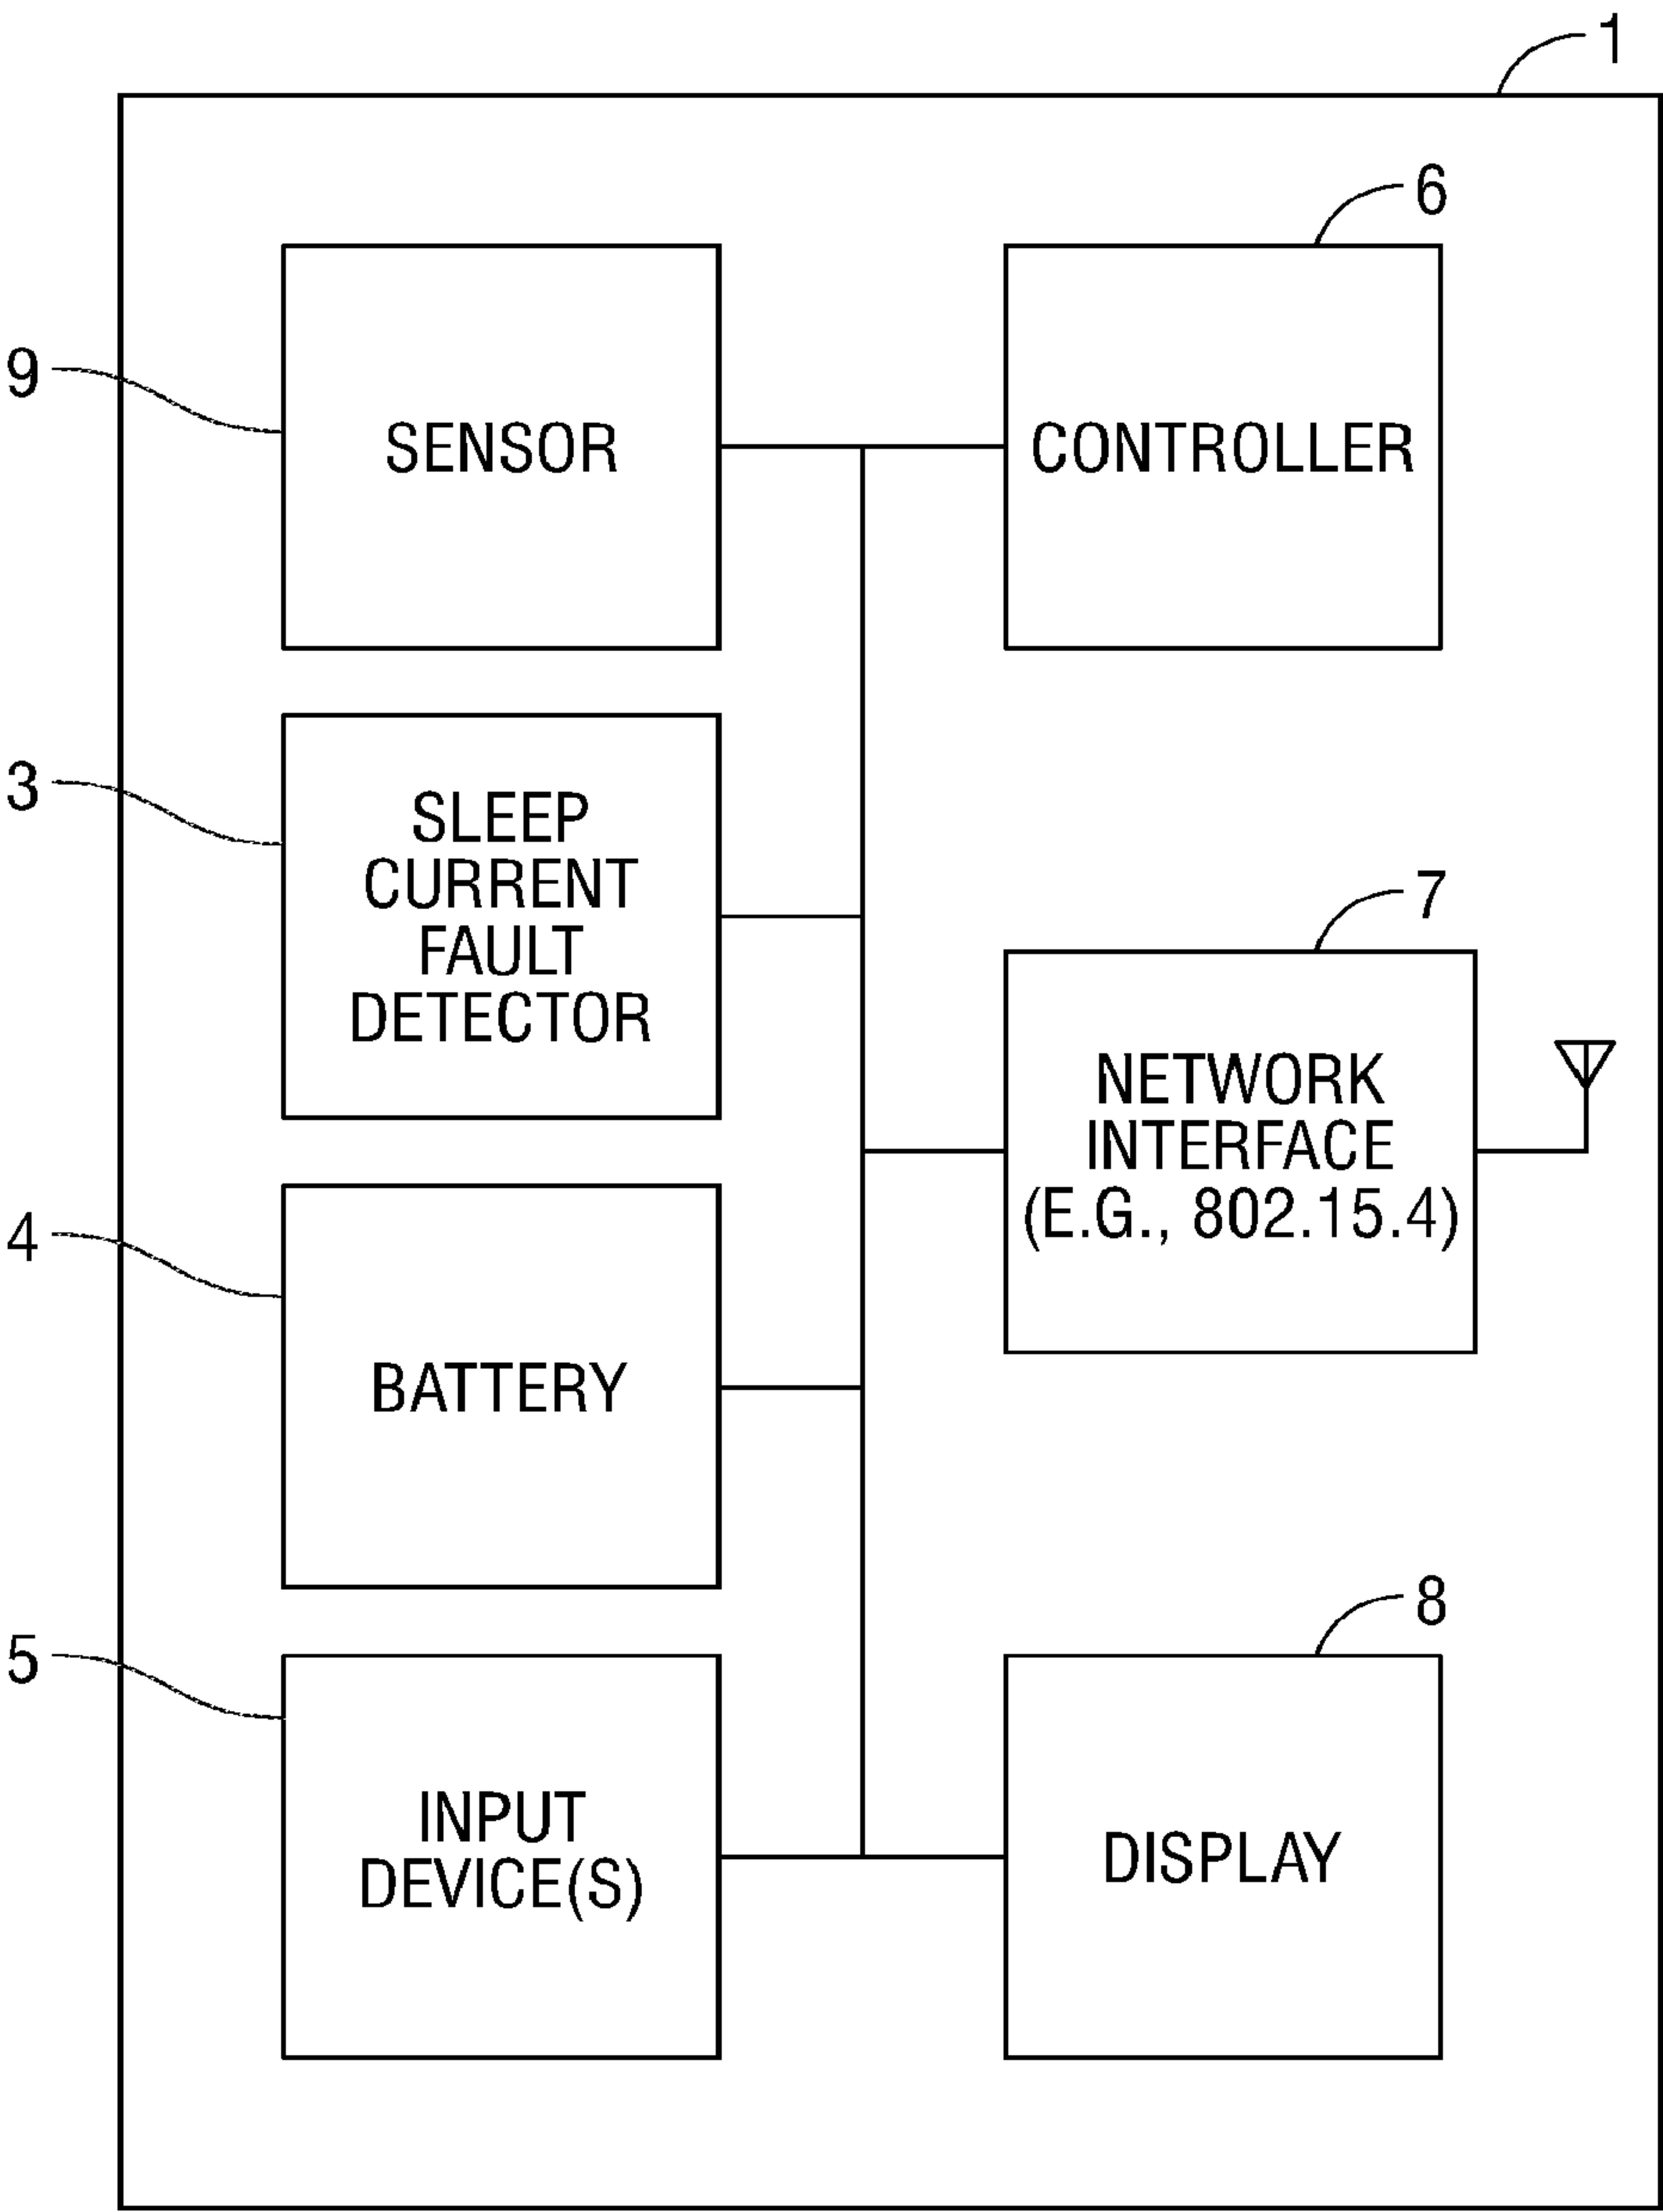 1
6
9
SENSOR
CONTROLLER
3
SLEEP
CURRENT
FAULT
DETECTOR
7
NETWORK
INTERFACE
(E.G., 802.15.4)
4
BATTERY
5
INPUT
DEVICE(S)
8
DISPLAY